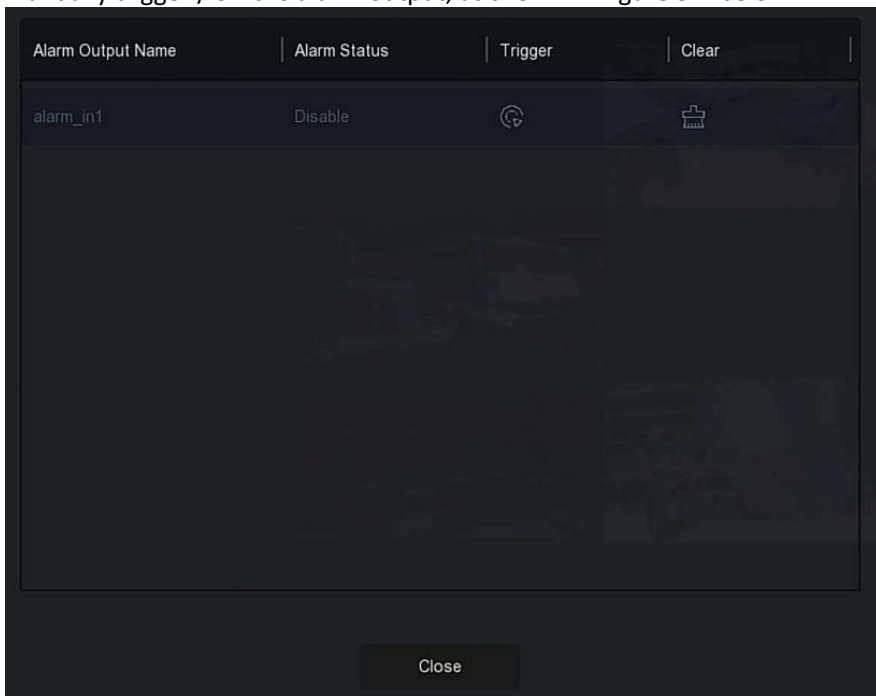 Alarm Output Name Alarm Status Trigger Clear
alarm_in1 Disable
Close